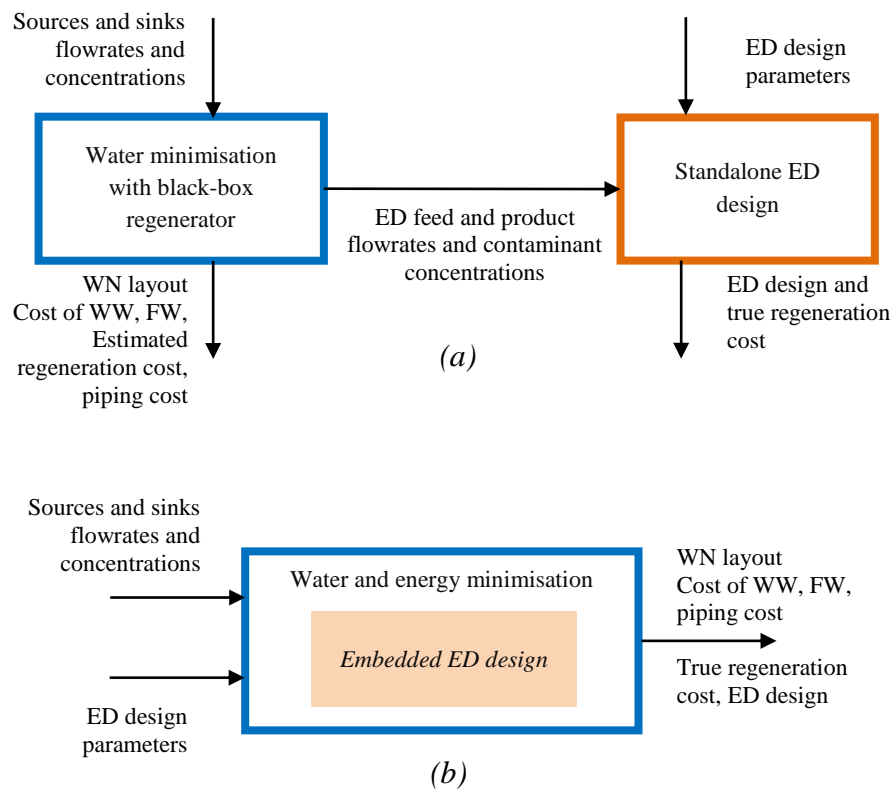 Sources and sinks
flowrates and
concentrations
ED design
parameters
Water minimisation
with black-box
regenerator
Standalone ED
design
ED feed and product
flowrates and contaminant
concentrations
WN layout
Cost of WW, FW,
Estimated
regeneration cost,
piping cost
ED design and
true regeneration
cost
(a)
Sources and sinks
flowrates and
concentrations
Water and energy minimisation
Embedded ED design
ED design
parameters
WN layout
Cost of WW, FW,
piping cost
True regeneration
cost, ED design
(b)